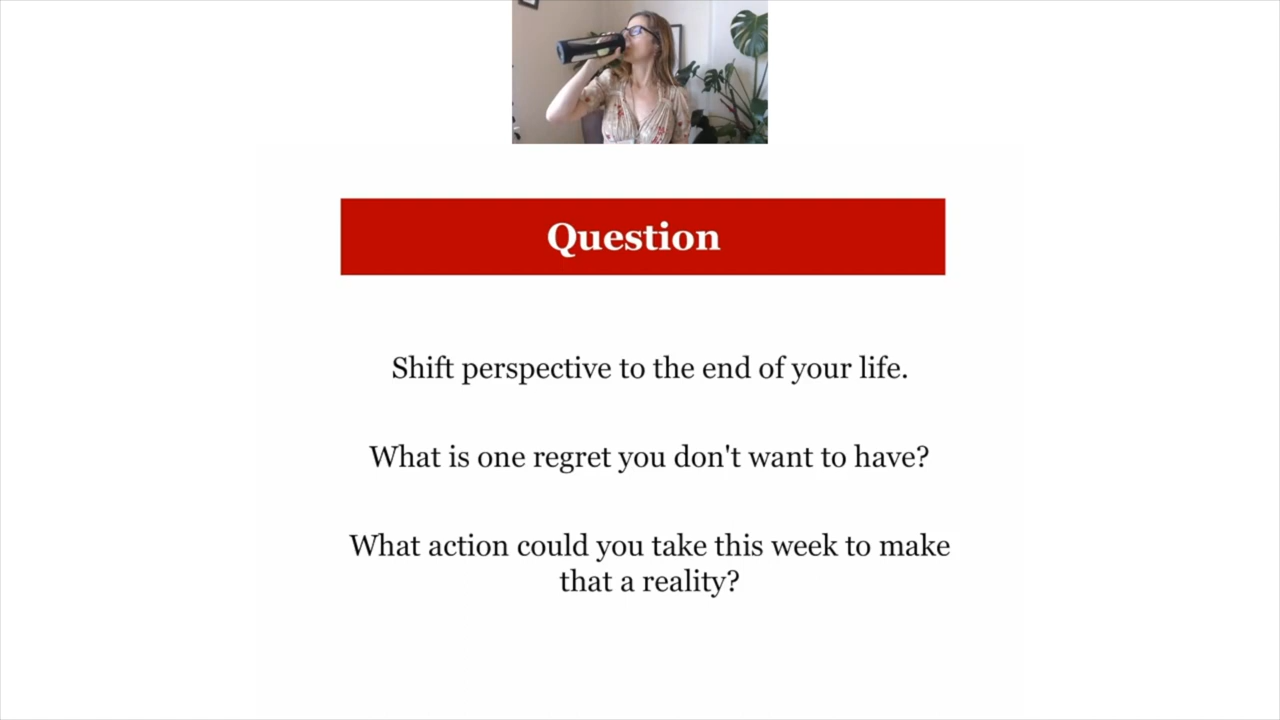 Question
Shift perspective to the end of your life.
What is one regret you don't want to have?
What action could you take this week to make
that a reality?